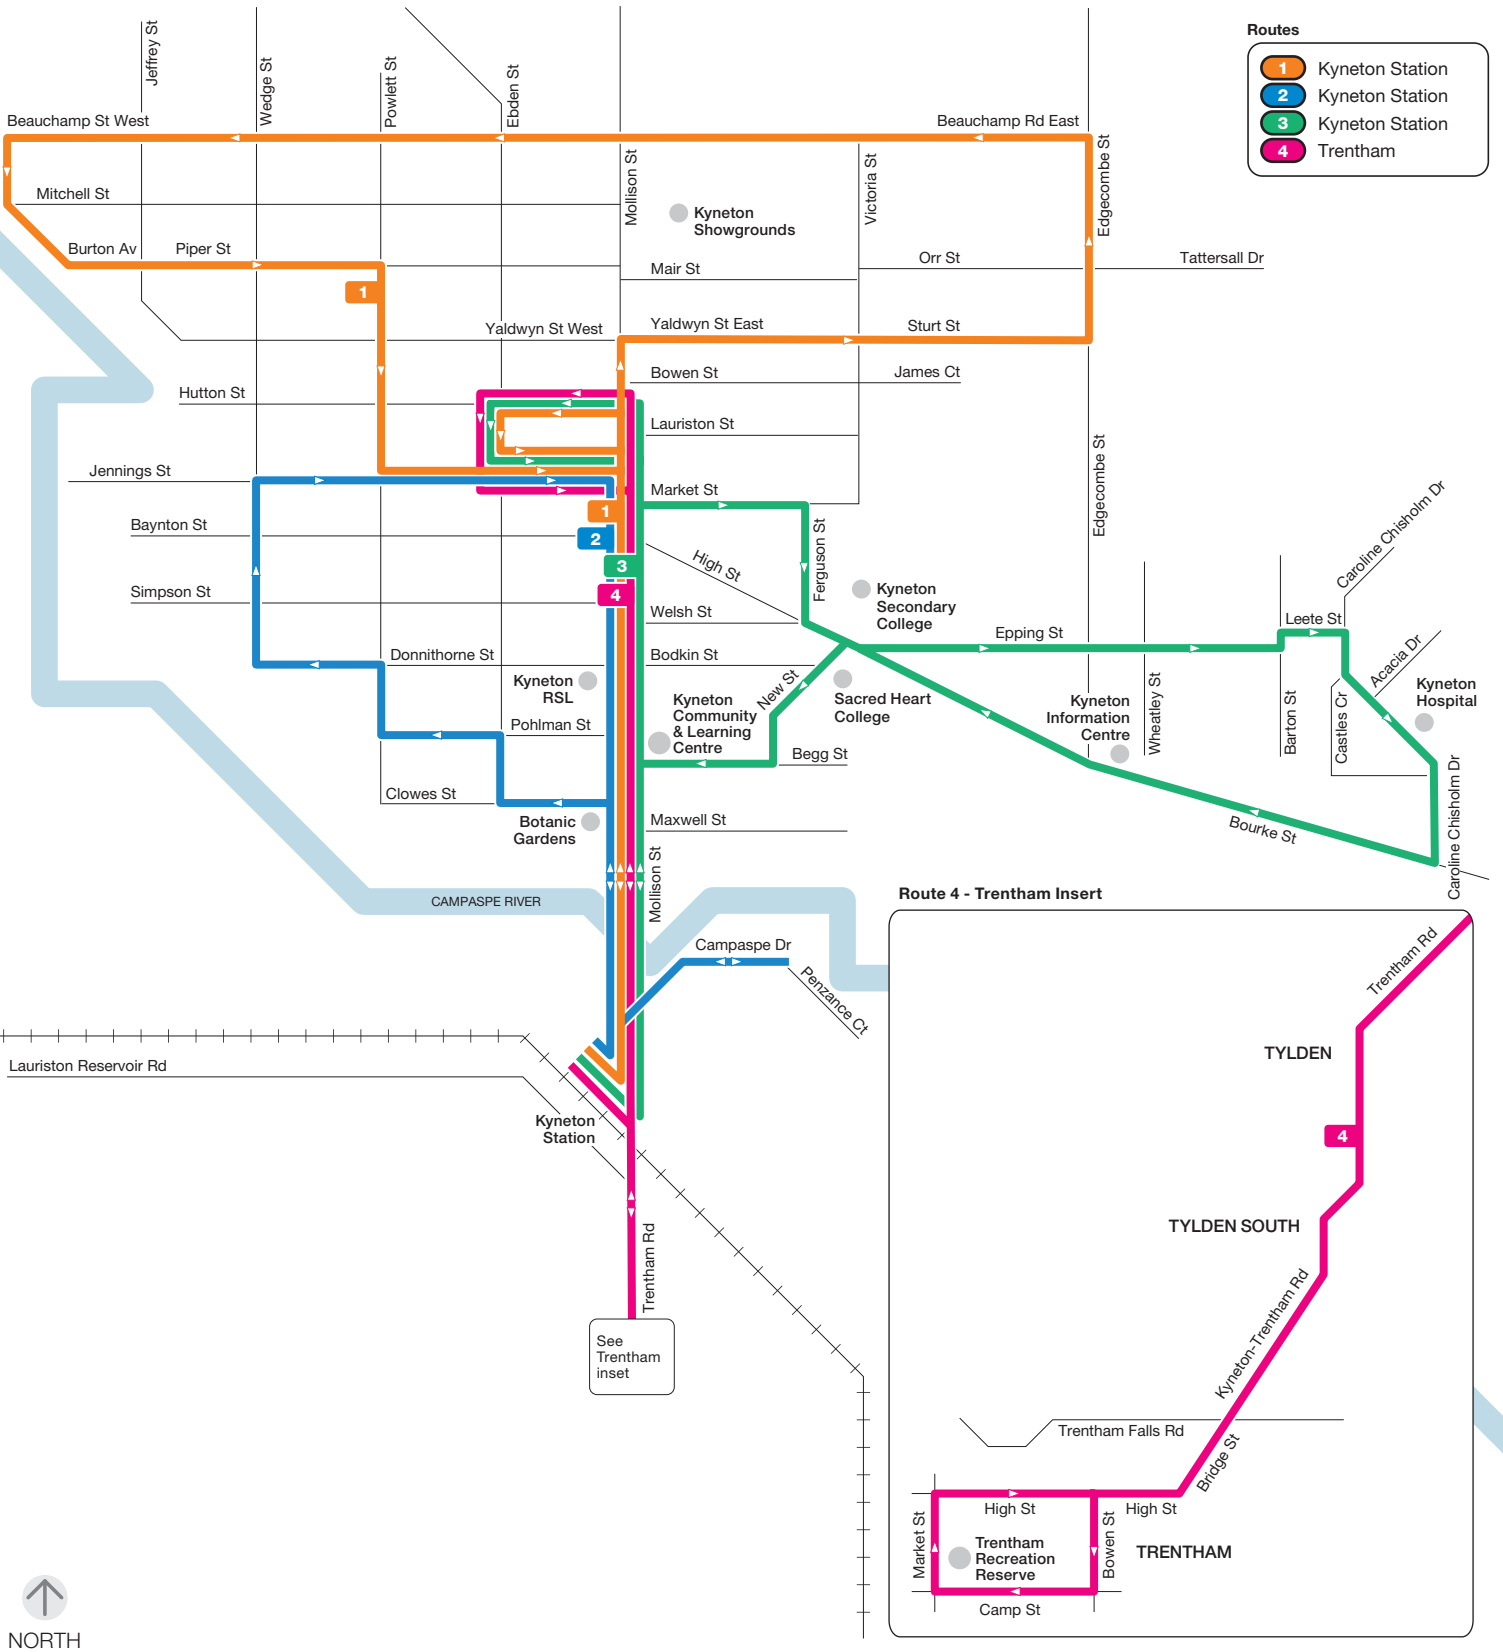 Routes
1 Kyneton Station
2 Kyneton Station
3 Kyneton Station
4 Trentham
Jeffrey St
Wedge St
Powlett St
Ebden St
Beauchamp St West
Beauchamp Rd East
Mollison St
Victoria St
Edgecombe St
Mitchell St
Kyneton
Showgrounds
Burton Av
Piper St
Mair St
Orr St
Tattersall Dr
1
Yaldwyn St West
Yaldwyn St East
Sturt St
Hutton St
Bowen St
James Ct
Lauriston St
Edgecombe St
Jennings St
Market St
Caroline Chisholm Dr
1
Baynton St
2
High St
Ferguson St
3
Simpson St
4
Kyneton
Secondary
College
Welsh St
Epping St
Leete St
Donnithorne St
Bodkin St
Acacia Dr
Kyneton
RSL
New St
Sacred Heart
College
Kyneton
Community
& Learning
Centre
Kyneton
Information
Centre
Wheatley St
Barton St
Castles Cr
Kyneton
Hospital
Pohlman St
Begg St
Clowes St
Botanic
Gardens
Maxwell St
Bourke St
Caroline Chisholm Dr
Mollison St
CAMPASPE RIVER
Route 4 - Trentham Insert
Campaspe Dr
Penzance Ct
Trentham Rd
Lauriston Reservoir Rd
TYLDEN
Kyneton
Station
4
TYLDEN SOUTH
Trentham Rd
See
Trentham
inset
Kyneton-Trentham Rd
Trentham Falls Rd
Bridge St
High St
High St
Market St
Trentham
Recreation
Reserve
Bowen St
TRENTHAM
Camp St
NORTH